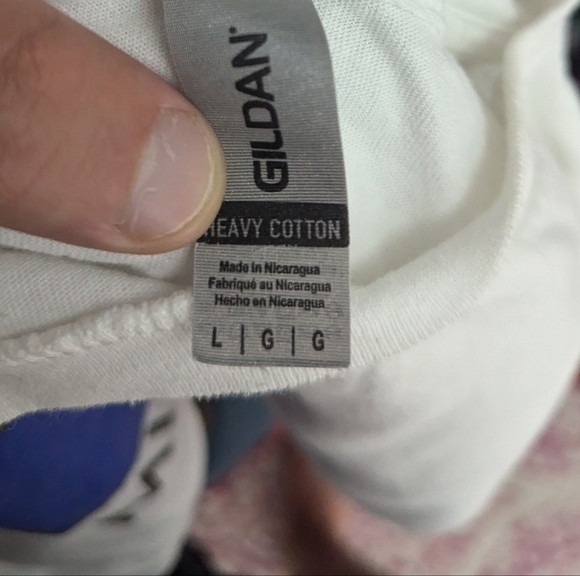 GILDAN
HEAVY COTTON
Made in Nicaragua
Fabriqué au Nicaragua
Hecho en Nicaragua
L | G | G